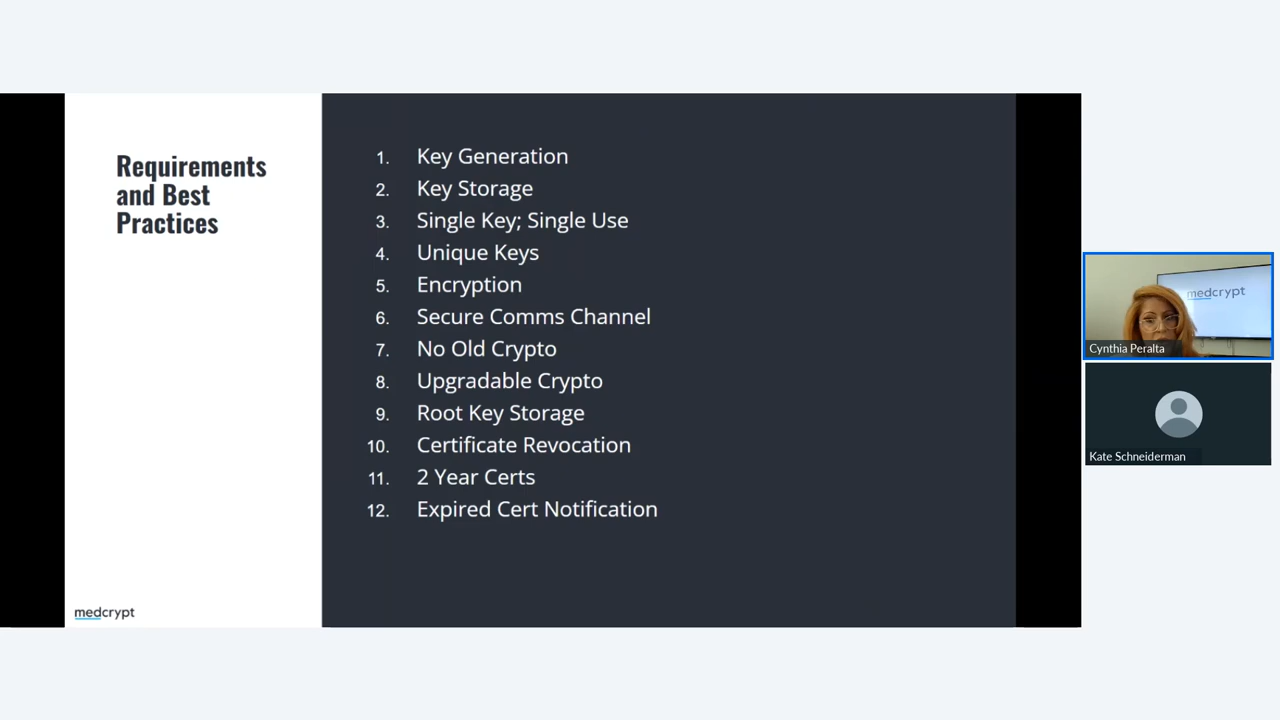 Requirements
and Best
Practices
1. Key Generation
2. Key Storage
3. Single Key; Single Use
4. Unique Keys
5. Encryption
6. Secure Comms Channel
7. No Old Crypto
8. Upgradable Crypto
9. Root Key Storage
10. Certificate Revocation
11. 2 Year Certs
12. Expired Cert Notification
medcrypt
medcrypt
Cynthia Peralta
Kate Schneiderman